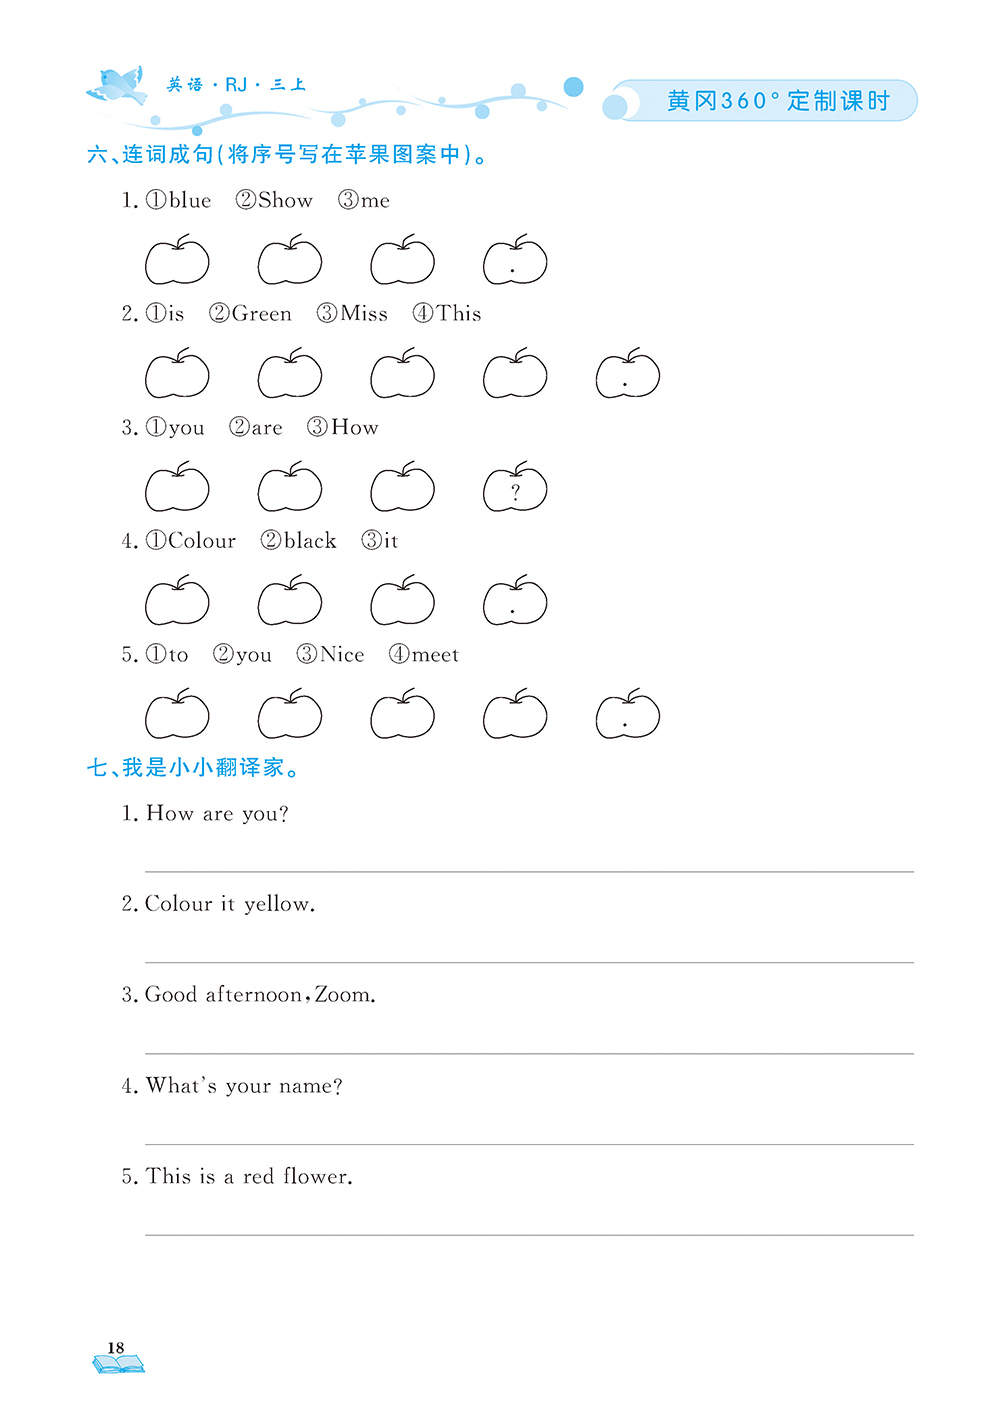 英语·RJ·三上
黄冈360°定制课时
六、连词成句(将序号写在苹果图案中)。
1. ①blue ②Show ③me
.
2. ①is ②Green ③Miss ④This
.
3. ①you ②are ③How
?
4. ①Colour ②black ③it
.
5. ①to ②you ③Nice ④meet
.
七、我是小小翻译家。
1. How are you?
2. Colour it yellow.
3. Good afternoon, Zoom.
4. What's your name?
5. This is a red flower.
18